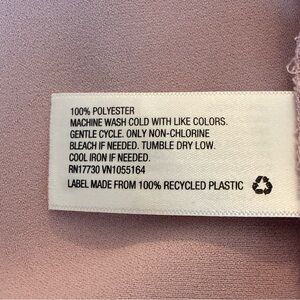 100% POLYESTER
MACHINE WASH COLD WITH LIKE COLORS.
GENTLE CYCLE. ONLY NON-CHLORINE
BLEACH IF NEEDED. TUMBLE DRY LOW.
COOL IRON IF NEEDED.
RN17730 VN1055164
LABEL MADE FROM 100% RECYCLED PLASTIC